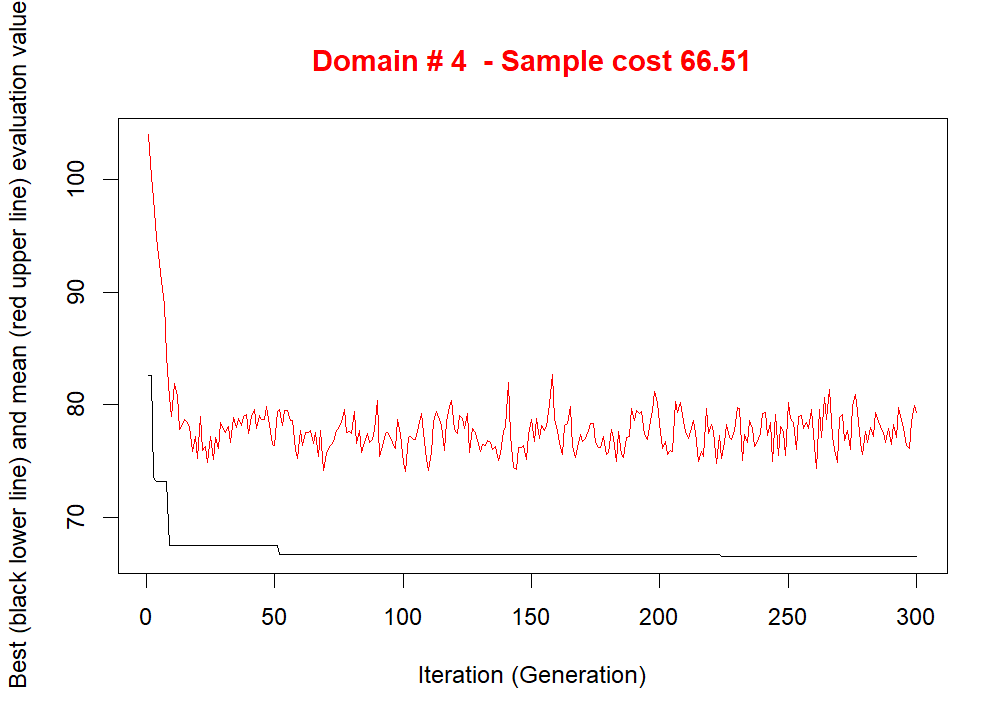 Domain # 4  - Sample cost 66.51
Best (black lower line) and mean (red upper line) evaluation value
100
90
80
70
0 50 100 150 200 250 300
Iteration (Generation)